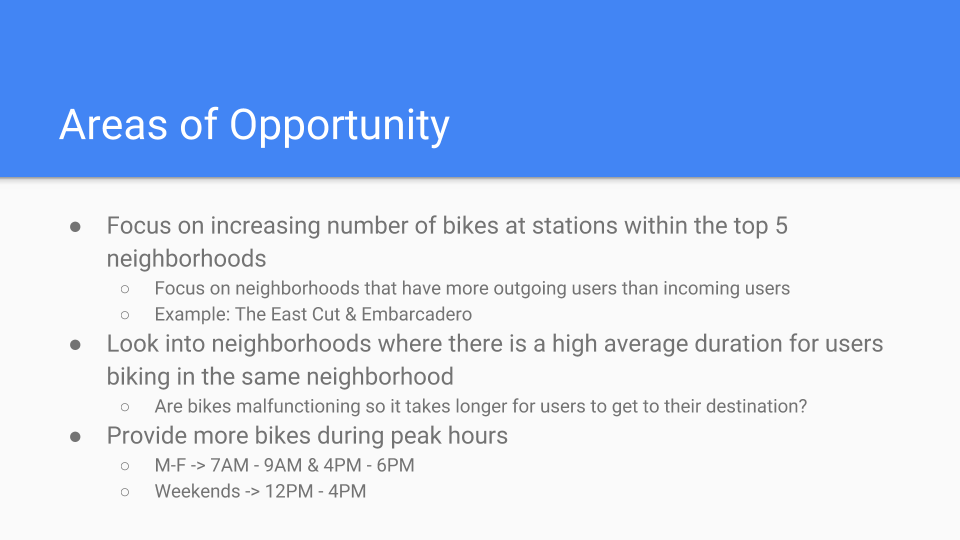 Areas of Opportunity
● Focus on increasing number of bikes at stations within the top 5
neighborhoods
○ Focus on neighborhoods that have more outgoing users than incoming users
○ Example: The East Cut & Embarcadero
● Look into neighborhoods where there is a high average duration for users
biking in the same neighborhood
○ Are bikes malfunctioning so it takes longer for users to get to their destination?
● Provide more bikes during peak hours
○ M-F -> 7AM - 9AM & 4PM - 6PM
○ Weekends -> 12PM - 4PM